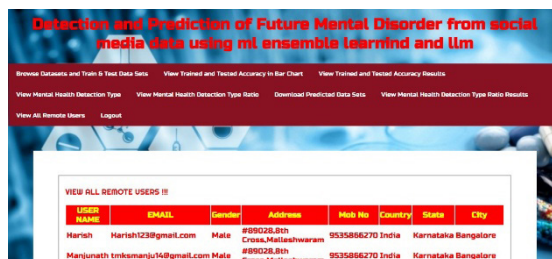 Detection and Prediction of Future Mental Disorder from social
media data using ml ensemble learnind and llm
Browse Datasets and Train & Test Data Sets View Trained and Tested Accuracy in Bar Chart View Trained and Tested Accuracy Results
View Mental Health Detection Type View Mental Health Detection Type Ratio Download Predicted Data Sets View Mental Health Detection Type Ratio Results
View All Remote Users Logout
VIEW ALL REMOTE USERS !!!
USER NAME EMAIL Gender Address Mob No Country State City
Harish Harish123@gmail.com Male #89028,8th Cross,Malleshwaram 9535866270 India Karnataka Bangalore
Manjunath tmksmanju14@gmail.com Male #89028,8th Cross,Malleshwaram 9535866270 India Karnataka Bangalore